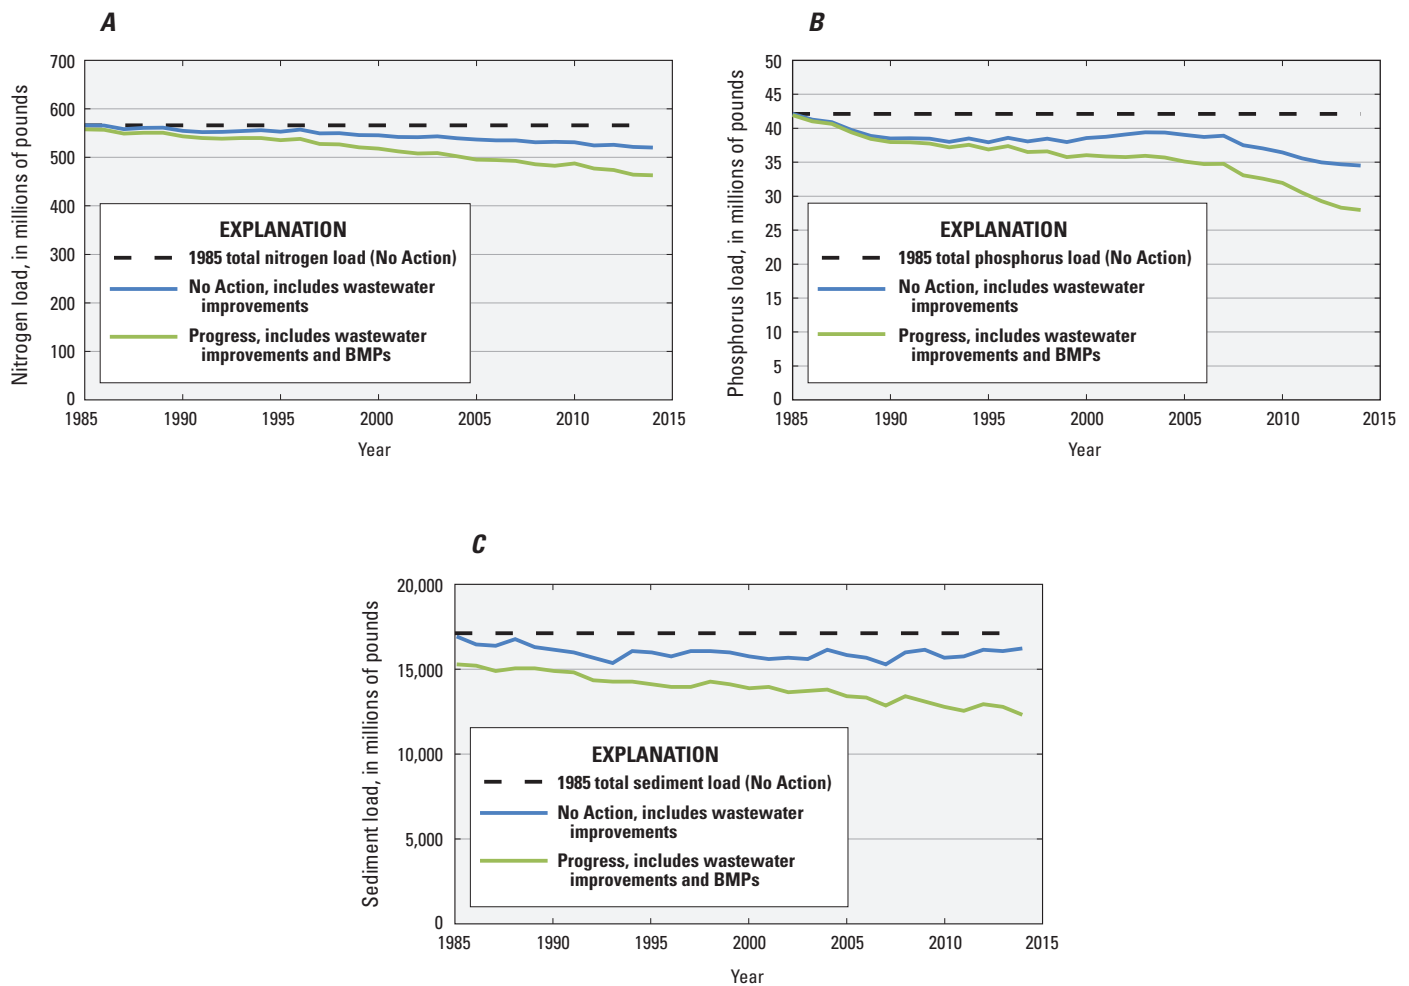 A
Nitrogen load, in millions of pounds
700
600
500
400
300
200
100
0
EXPLANATION
1985 total nitrogen load (No Action)
No Action, includes wastewater
improvements
Progress, includes wastewater
improvements and BMPs
1985 1990 1995 2000 2005 2010 2015
Year
B
Phosphorus load, in millions of pounds
50
45
40
35
30
25
20
15
10
5
0
EXPLANATION
1985 total phosphorus load (No Action)
No Action, includes wastewater
improvements
Progress, includes wastewater
improvements and BMPs
1985 1990 1995 2000 2005 2010 2015
Year
C
Sediment load, in millions of pounds
20,000
15,000
10,000
5,000
0
EXPLANATION
1985 total sediment load (No Action)
No Action, includes wastewater
improvements
Progress, includes wastewater
improvements and BMPs
1985 1990 1995 2000 2005 2010 2015
Year